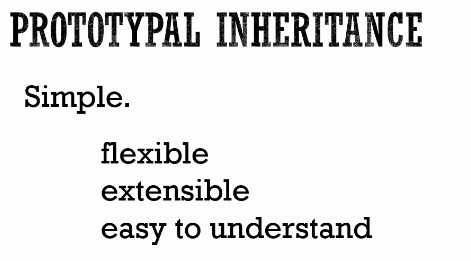 PROTOTYPAL INHERITANCE
Simple.
flexible
extensible
easy to understand